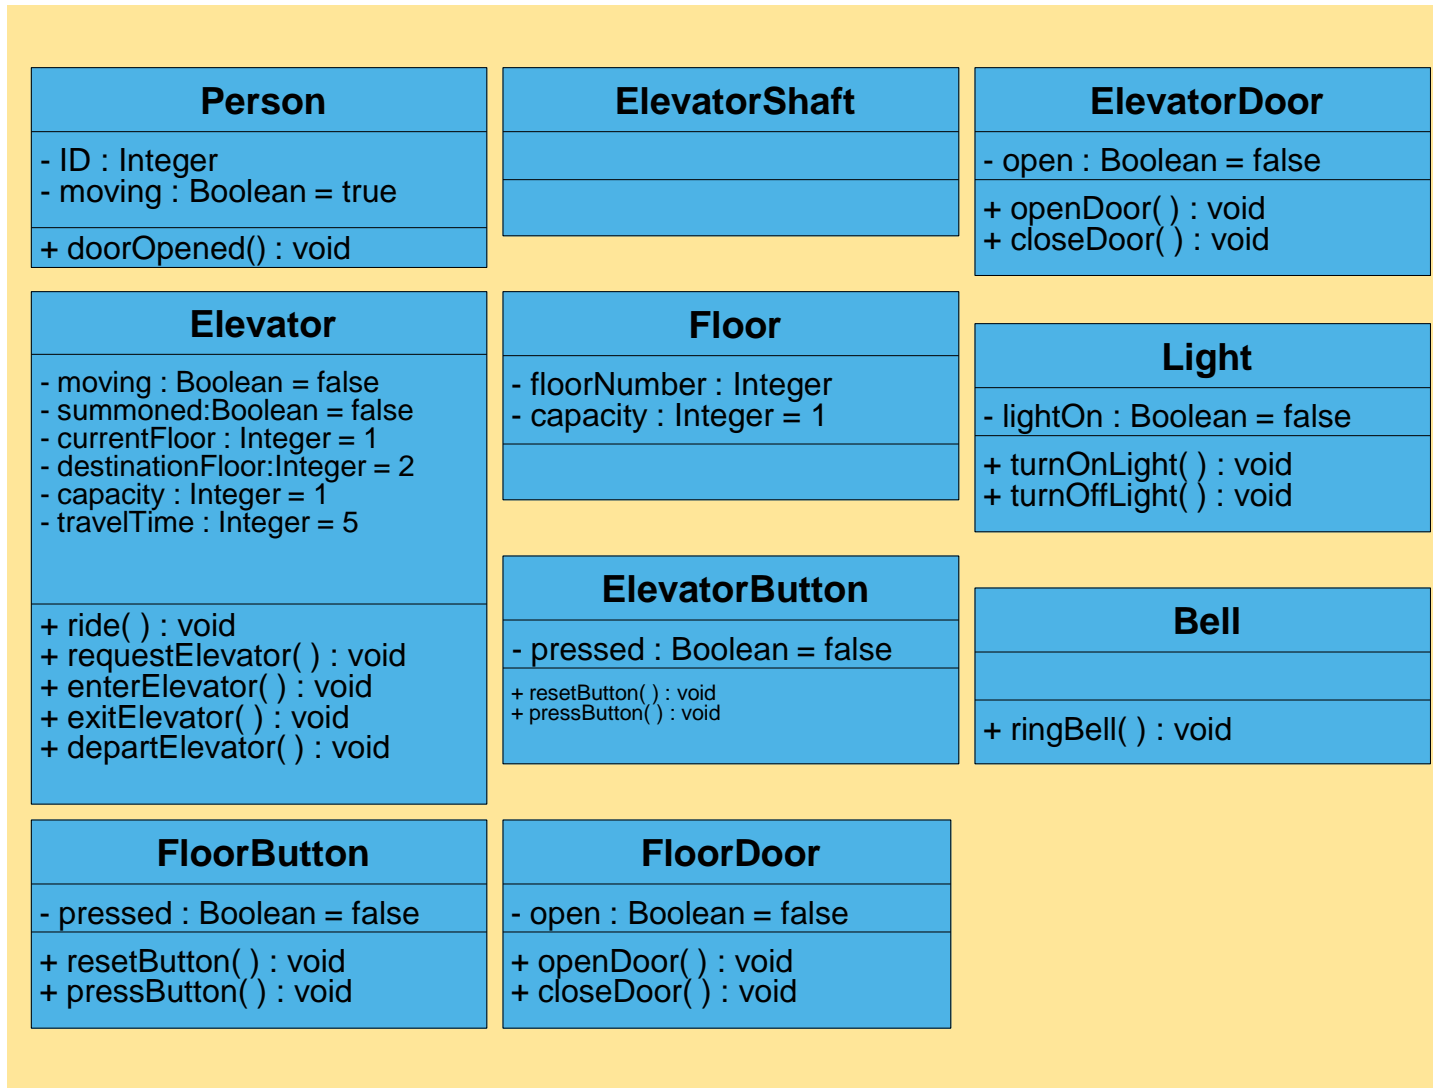 Person
- ID : Integer
- moving : Boolean = true
+ doorOpened() : void
ElevatorShaft
ElevatorDoor
- open : Boolean = false
+ openDoor( ) : void
+ closeDoor( ) : void
Elevator
- moving : Boolean = false
- summoned:Boolean = false
- currentFloor : Integer = 1
- destinationFloor:Integer = 2
- capacity : Integer = 1
- travelTime : Integer = 5
+ ride( ) : void
+ requestElevator( ) : void
+ enterElevator( ) : void
+ exitElevator( ) : void
+ departElevator( ) : void
Floor
- floorNumber : Integer
- capacity : Integer = 1
Light
- lightOn : Boolean = false
+ turnOnLight( ) : void
+ turnOffLight( ) : void
ElevatorButton
- pressed : Boolean = false
+ resetButton( ) : void
+ pressButton( ) : void
Bell
+ ringBell( ) : void
FloorButton
- pressed : Boolean = false
+ resetButton( ) : void
+ pressButton( ) : void
FloorDoor
- open : Boolean = false
+ openDoor( ) : void
+ closeDoor( ) : void